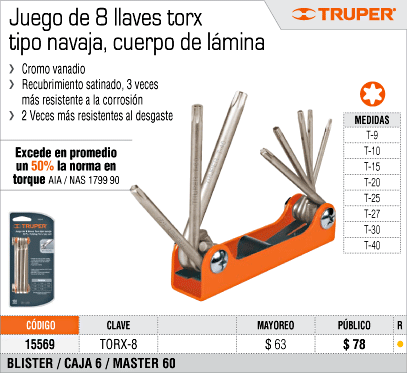 Juego de 8 llaves torx
tipo navaja, cuerpo de lámina
TRUPER®
Cromo vanadio
Recubrimiento satinado, 3 veces
más resistente a la corrosión
2 Veces más resistentes al desgaste
Excede en promedio
un 50% la norma en
torque AIA / NAS 1799 90
MEDIDAS
T-9
T-10
T-15
T-20
T-25
T-27
T-30
T-40
TRUPER
CÓDIGO CLAVE MAYOREO PÚBLICO R
15569 TORX-8 $ 63 $ 78
BLISTER / CAJA 6 / MASTER 60